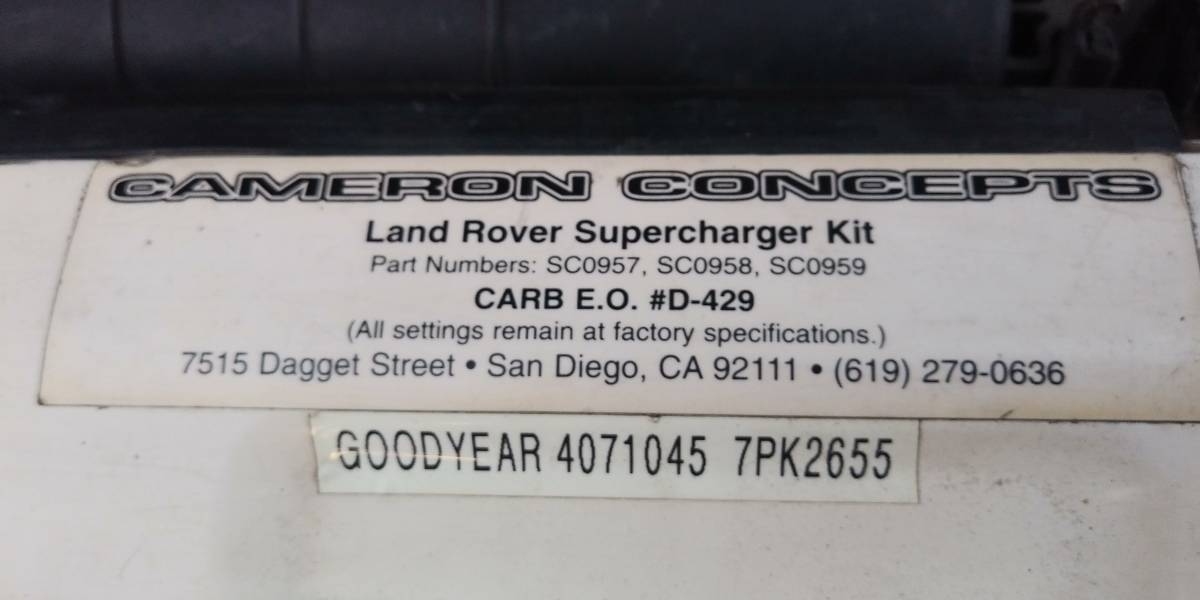 CAMERON CONCEPTS
Land Rover Supercharger Kit
Part Numbers: SC0957, SC0958, SC0959
CARB E.O. #D-429
(All settings remain at factory specifications.)
7515 Dagget Street • San Diego, CA 92111 • (619) 279-0636
GOODYEAR 4071045 7PK2655